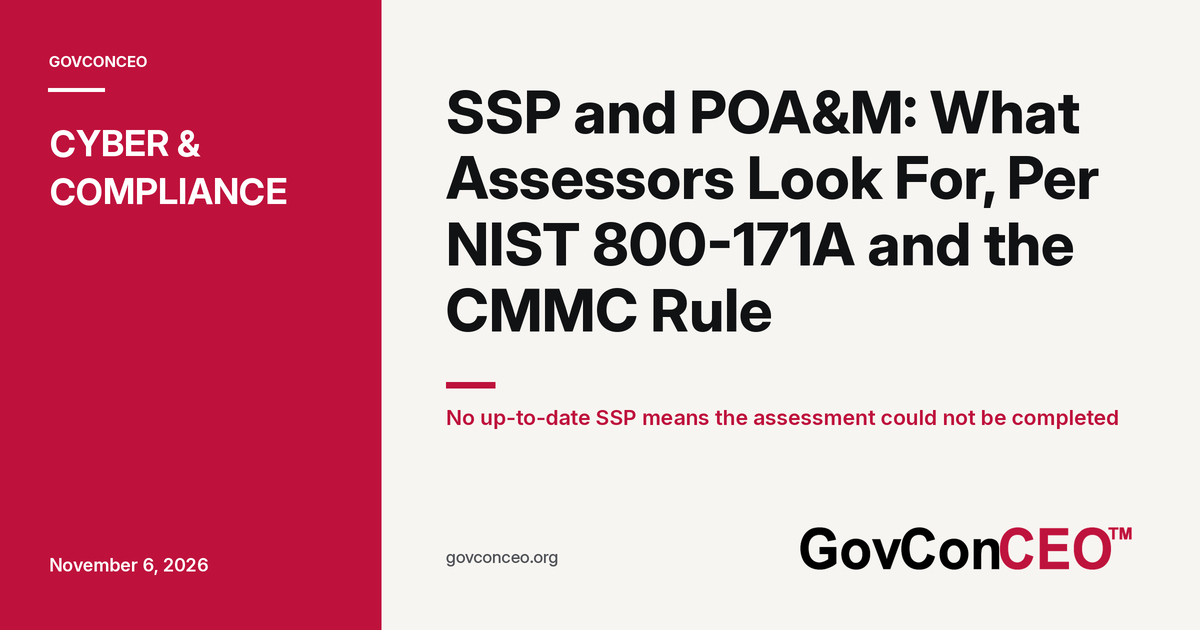 GOVCONCEO
CYBER &
COMPLIANCE
November 6, 2026
SSP and POA&M: What
Assessors Look For, Per
NIST 800-171A and the
CMMC Rule
No up-to-date SSP means the assessment could not be completed
govconceo.org
GovConCEO™